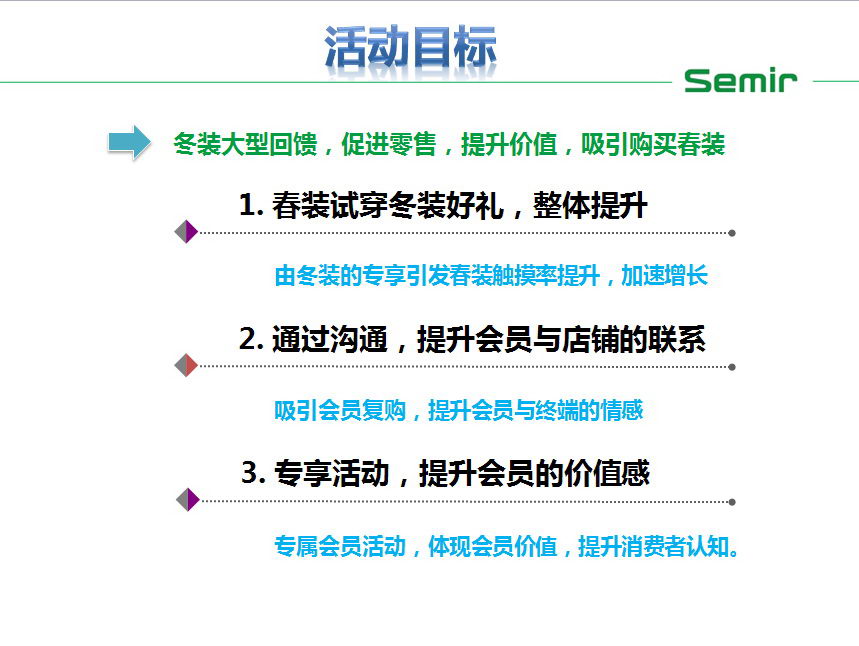 活动目标
Semir
冬装大型回馈，促进零售，提升价值，吸引购买春装
1. 春装试穿冬装好礼，整体提升
由冬装的专享引发春装触摸率提升，加速增长
2. 通过沟通，提升会员与店铺的联系
吸引会员复购，提升会员与终端的情感
3. 专享活动，提升会员的价值感
专属会员活动，体现会员价值，提升消费者认知。